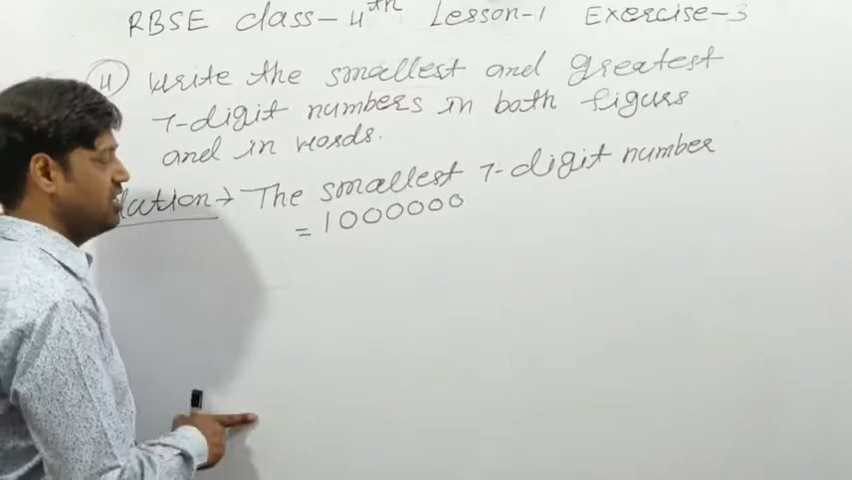 RBSE class-4th Lesson-1 Exercise-3
4 Write the smallest and greatest
7-digit numbers in both figurs
and in words.
lution→ The smallest 7-digit number
= 1000000